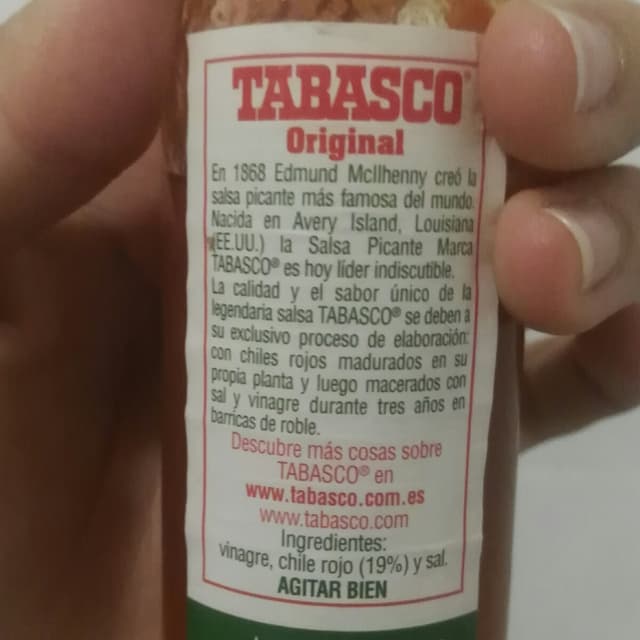 TABASCO®
Original
En 1868 Edmund McIlhenny creó la
salsa picante más famosa del mundo.
Nacida en Avery Island, Louisiana
(EE.UU.) la Salsa Picante Marca
TABASCO® es hoy líder indiscutible.
La calidad y el sabor único de la
legendaria salsa TABASCO® se deben a
su exclusivo proceso de elaboración:
con chiles rojos madurados en su
propia planta y luego macerados con
sal y vinagre durante tres años en
barricas de roble.
Descubre más cosas sobre
TABASCO® en
www.tabasco.com.es
www.tabasco.com
Ingredientes:
vinagre, chile rojo (19%) y sal.
AGITAR BIEN